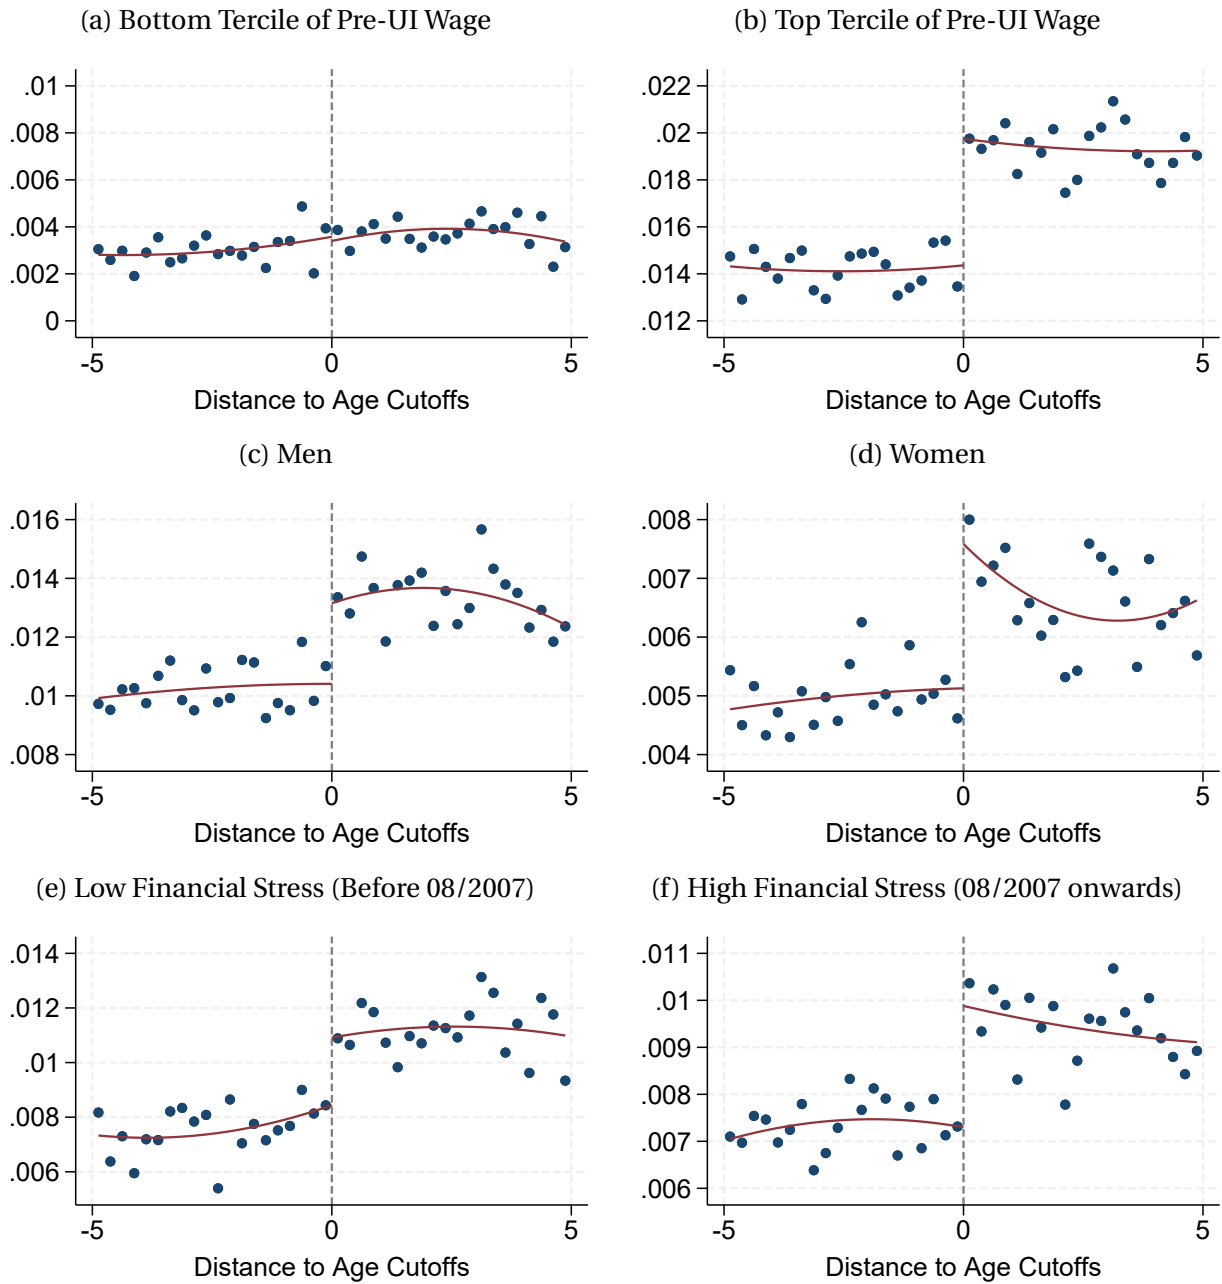 (a) Bottom Tercile of Pre-UI Wage
.01
.008
.006
.004
.002
0
-5 0 5
Distance to Age Cutoffs
(b) Top Tercile of Pre-UI Wage
.022
.02
.018
.016
.014
.012
-5 0 5
Distance to Age Cutoffs
(c) Men
.016
.014
.012
.01
.008
-5 0 5
Distance to Age Cutoffs
(d) Women
.008
.007
.006
.005
.004
-5 0 5
Distance to Age Cutoffs
(e) Low Financial Stress (Before 08/2007)
.014
.012
.01
.008
.006
-5 0 5
Distance to Age Cutoffs
(f) High Financial Stress (08/2007 onwards)
.011
.01
.009
.008
.007
.006
-5 0 5
Distance to Age Cutoffs